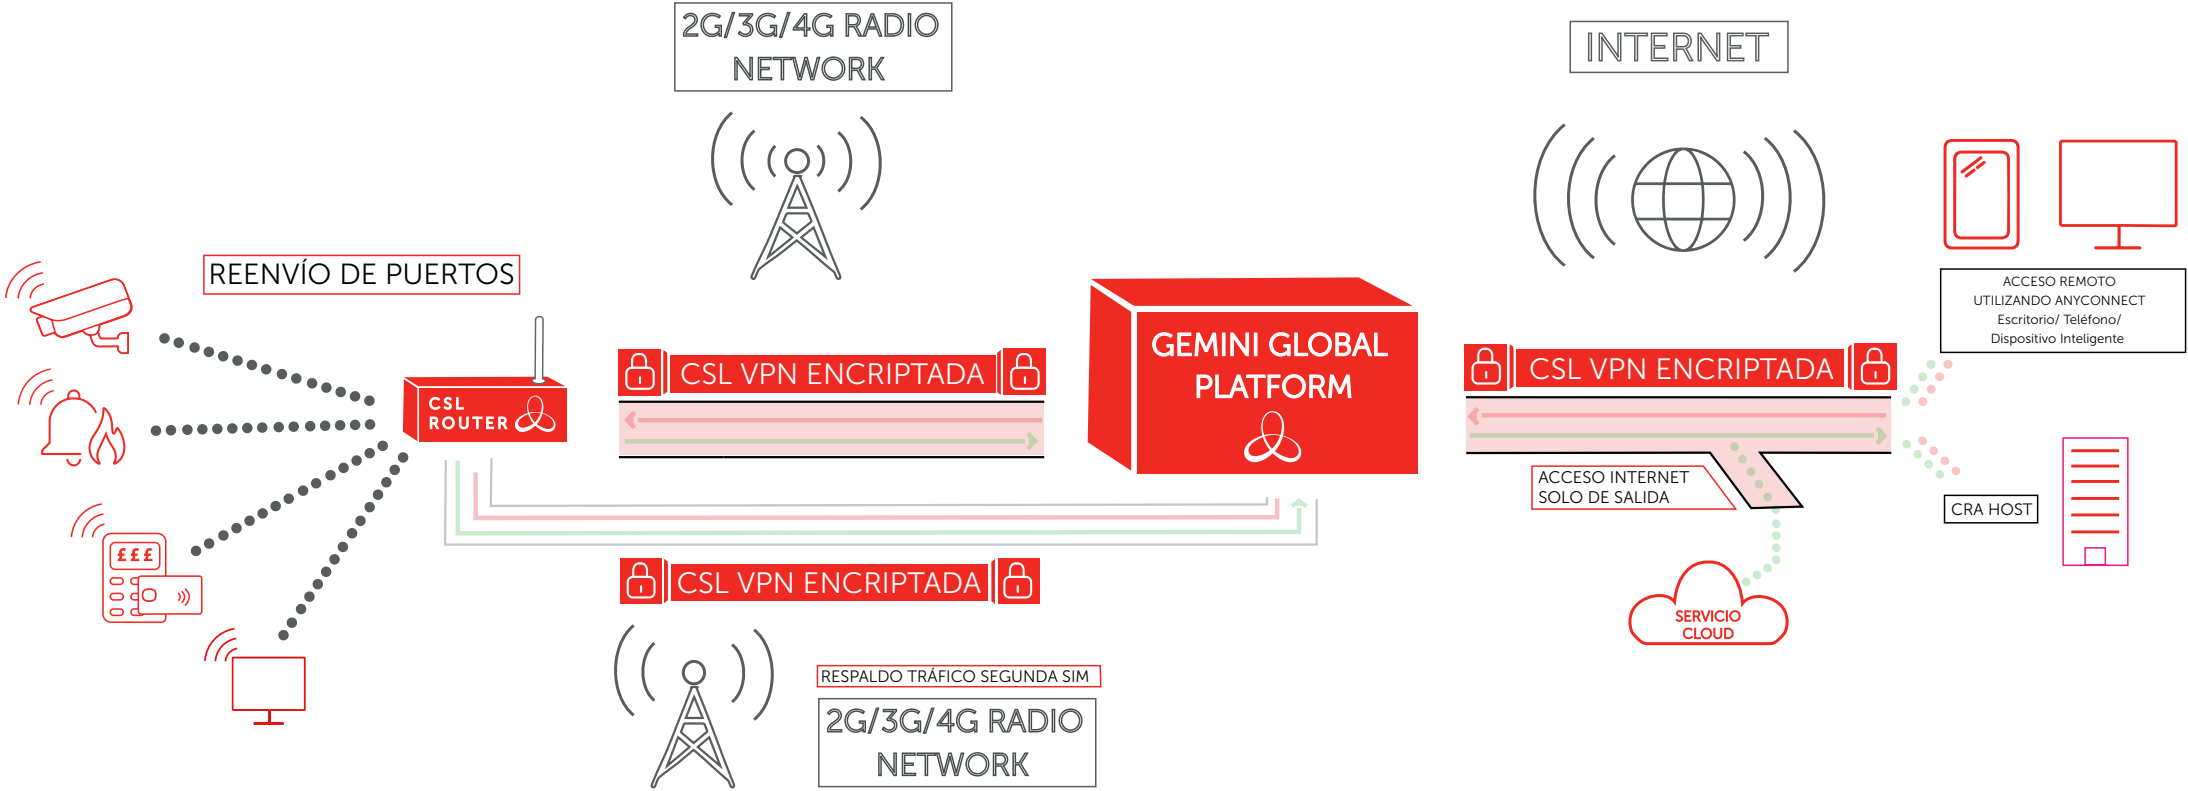 2G/3G/4G RADIO
NETWORK
INTERNET
REENVÍO DE PUERTOS
ACCESO REMOTO
UTILIZANDO ANYCONNECT
Escritorio/ Teléfono/
Dispositivo Inteligente
GEMINI GLOBAL
PLATFORM
CSL VPN ENCRIPTADA
CSL VPN ENCRIPTADA
CSL
ROUTER
ACCESO INTERNET
SOLO DE SALIDA
CRA HOST
£££
CSL VPN ENCRIPTADA
SERVICIO
CLOUD
RESPALDO TRÁFICO SEGUNDA SIM
2G/3G/4G RADIO
NETWORK